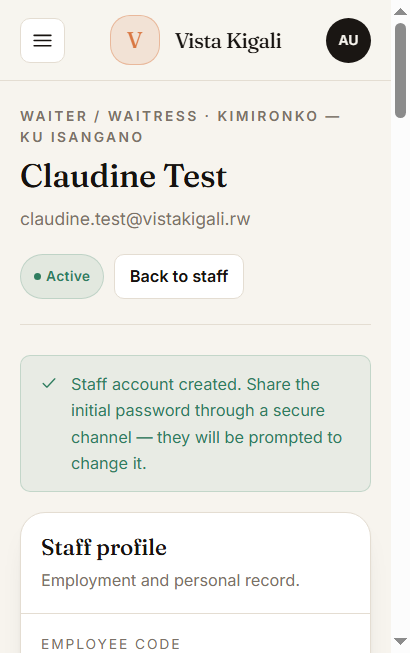 V
Vista Kigali
AU
WAITER / WAITRESS · KIMIRONKO —
KU ISANGANO
Claudine Test
claudine.test@vistakigali.rw
Active
Back to staff
Staff account created. Share the
initial password through a secure
channel — they will be prompted to
change it.
Staff profile
Employment and personal record.
EMPLOYEE CODE